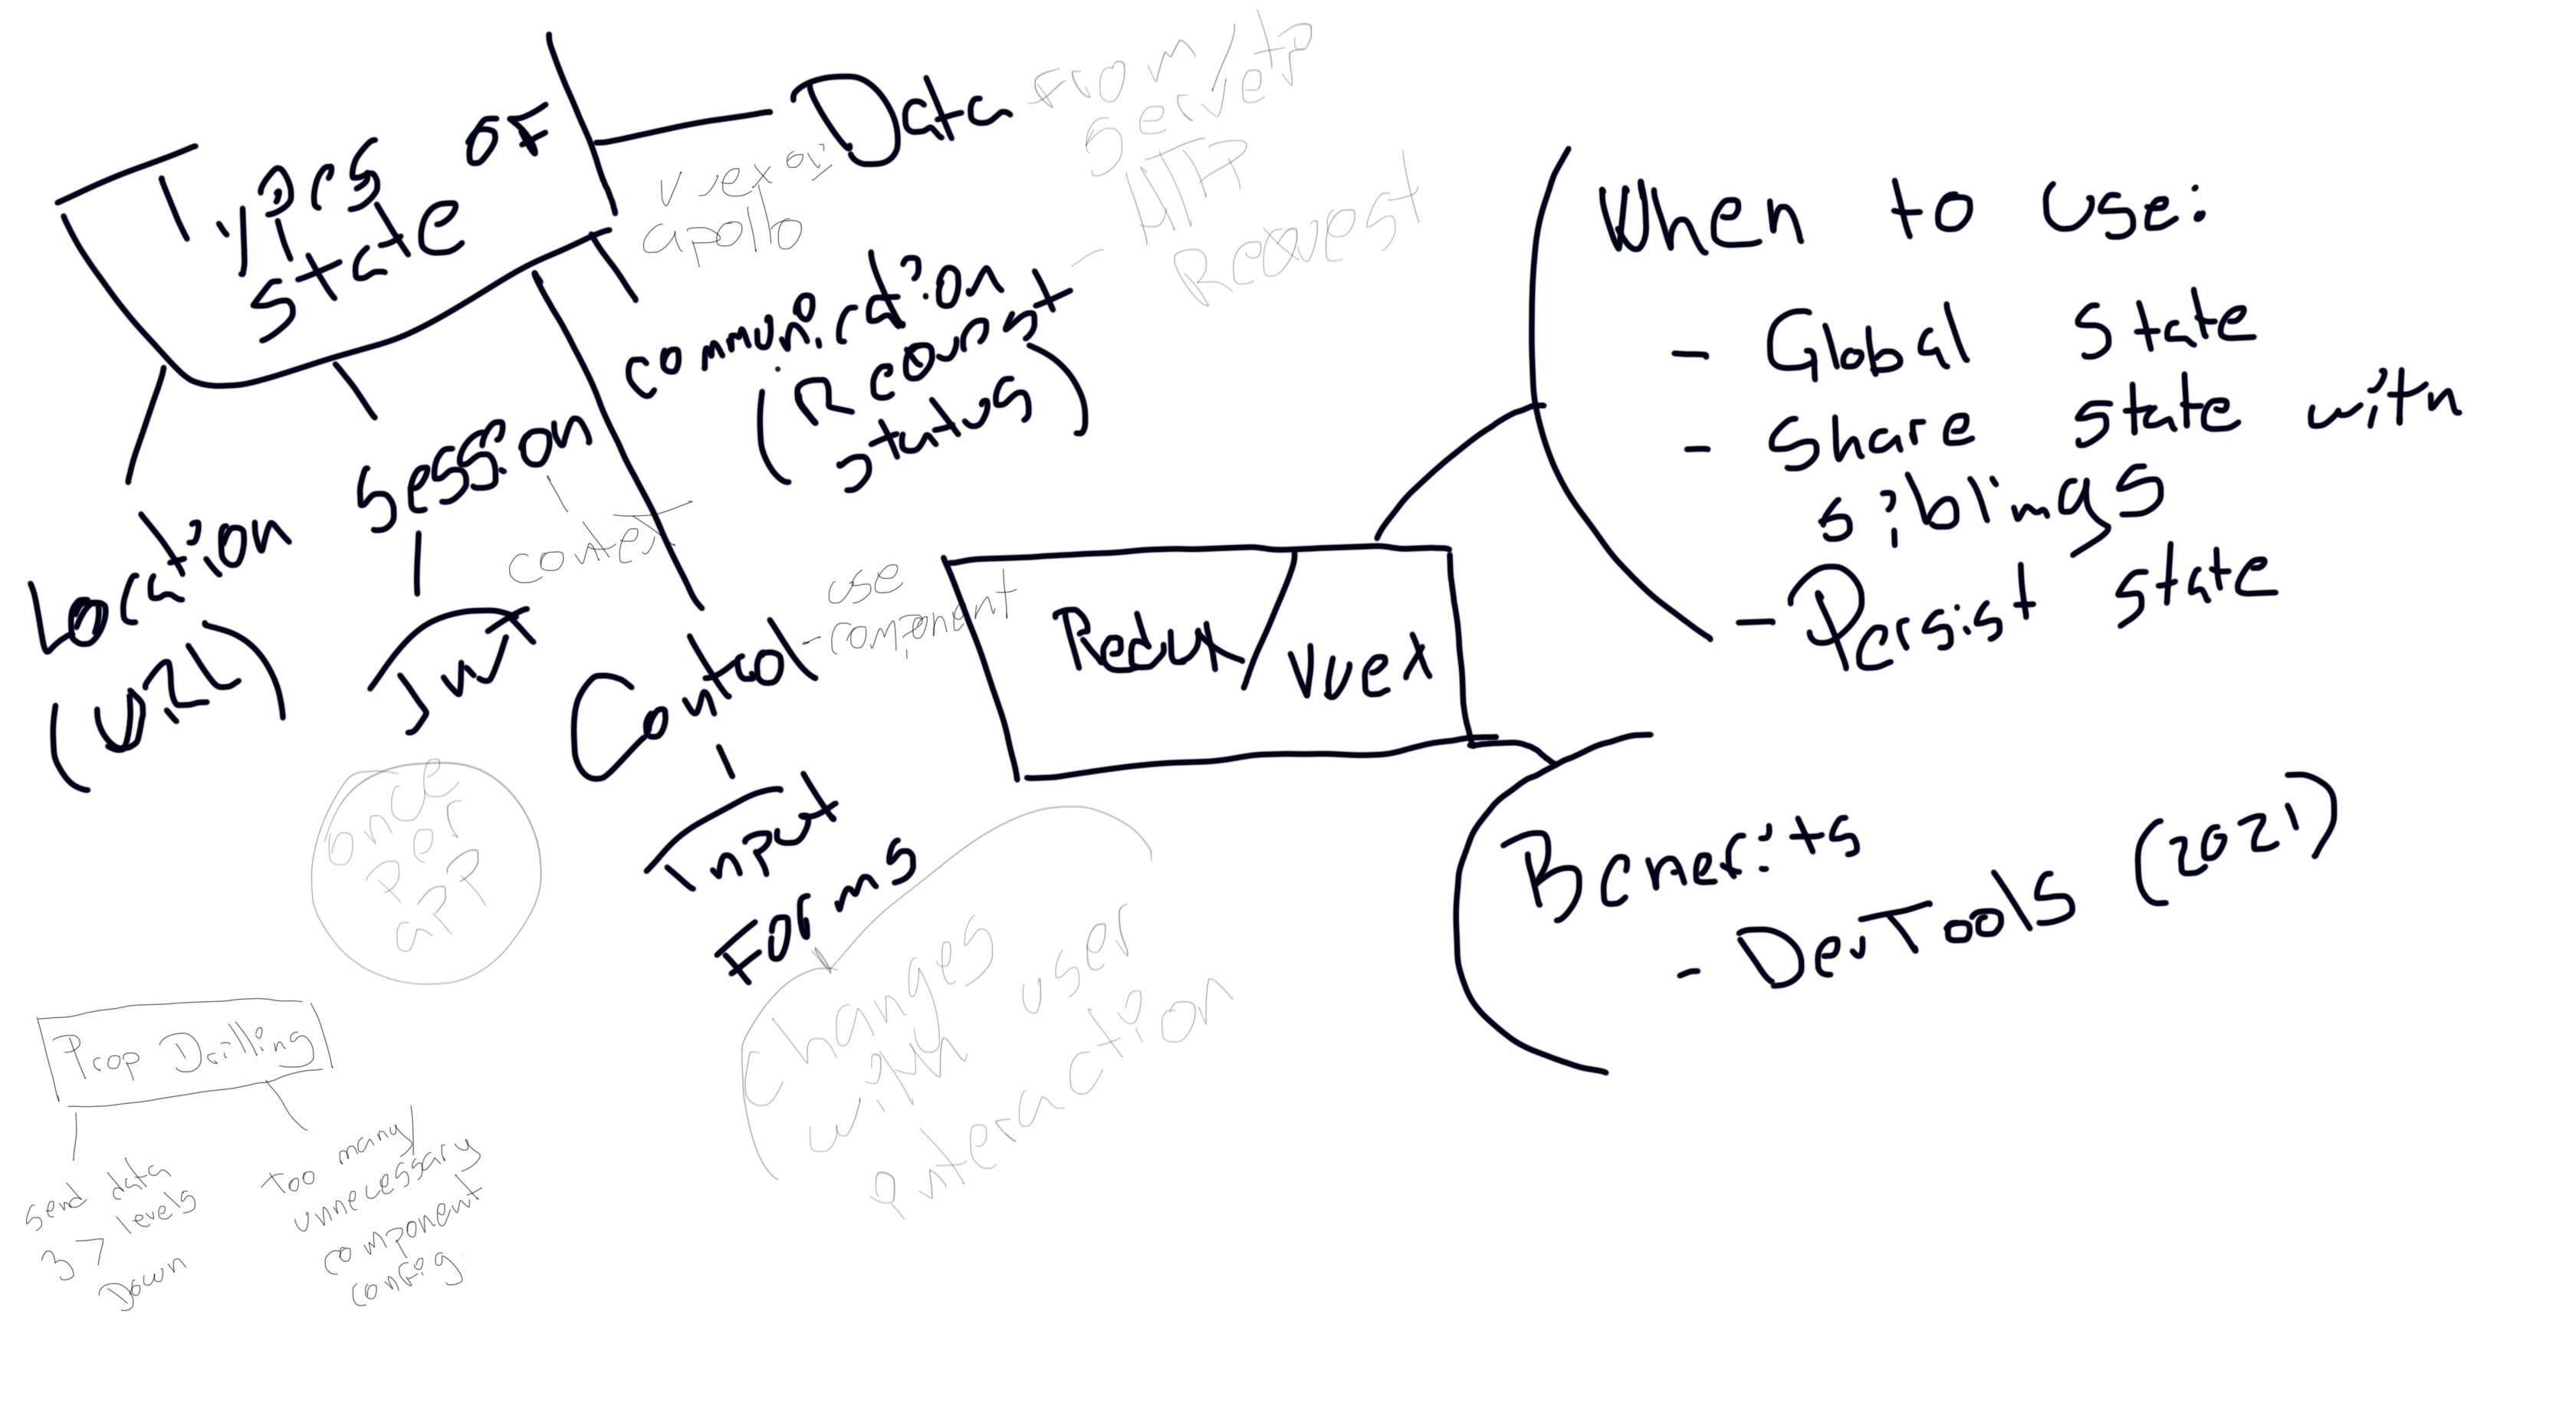 Types of
State
Data
From/
Server/
HTTP
Request
Vuex or
apollo
communication
(Request
status)
Session
context
Jwt
once
per
app
Location
(URL)
Control
use
component
Input
Forms
changes
with user
interaction
Redux/Vuex
When to use:
- Global State
- Share state with
siblings
- Persist state
Benefits
- DevTools (2021)
Prop Drilling
send data
37 levels
Down
too many/
unnecessary
component
config